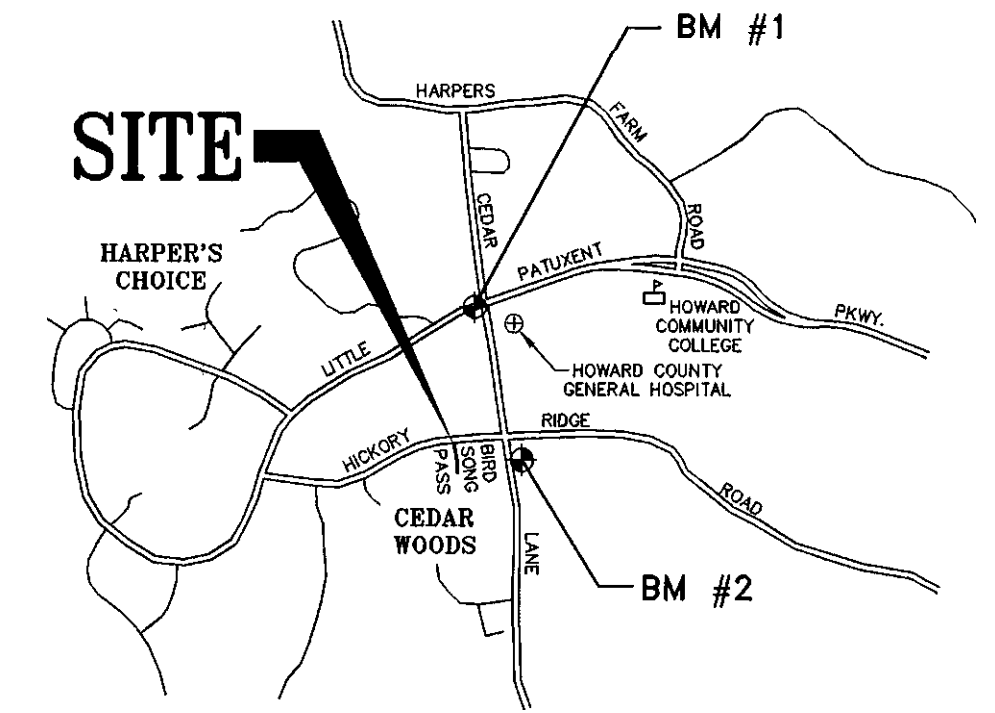 BM #1
HARPERS
FARM
ROAD
SITE
CEDAR
HARPER'S
CHOICE
PATUXENT
HOWARD
COMMUNITY
COLLEGE
PKWY.
LITTLE
HOWARD COUNTY
GENERAL HOSPITAL
RIDGE
HICKORY
BIRD
SONG
PASS
ROAD
CEDAR
WOODS
LANE
BM #2